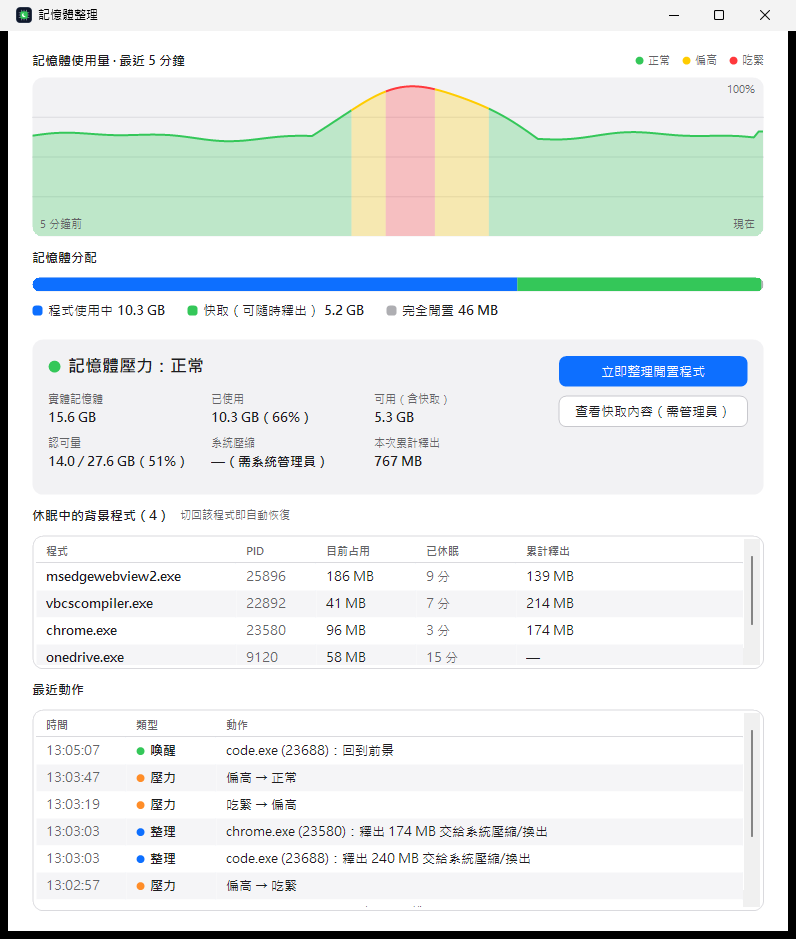 記憶體整理
記憶體使用量 · 最近 5 分鐘 正常 偏高 吃緊
100%
5 分鐘前 現在
記憶體分配
程式使用中 10.3 GB 快取（可隨時釋出） 5.2 GB 完全閒置 46 MB
記憶體壓力：正常 立即整理閒置程式
實體記憶體 已使用 可用（含快取）
15.6 GB 10.3 GB（66%） 5.3 GB 查看快取內容（需管理員）
認可量 系統壓縮 本次累計釋出
14.0 / 27.6 GB（51%） —（需系統管理員） 767 MB
休眠中的背景程式（4） 切回該程式即自動恢復
程式 PID 目前占用 已休眠 累計釋出
msedgewebview2.exe 25896 186 MB 9 分 139 MB
vbcscompiler.exe 22892 41 MB 7 分 214 MB
chrome.exe 23580 96 MB 3 分 174 MB
onedrive.exe 9120 58 MB 15 分 —
最近動作
時間 類型 動作
13:05:07 喚醒 code.exe (23688)：回到前景
13:03:47 壓力 偏高 → 正常
13:03:19 壓力 吃緊 → 偏高
13:03:03 整理 chrome.exe (23580)：釋出 174 MB 交給系統壓縮/換出
13:03:03 整理 code.exe (23688)：釋出 240 MB 交給系統壓縮/換出
13:02:57 壓力 偏高 → 吃緊